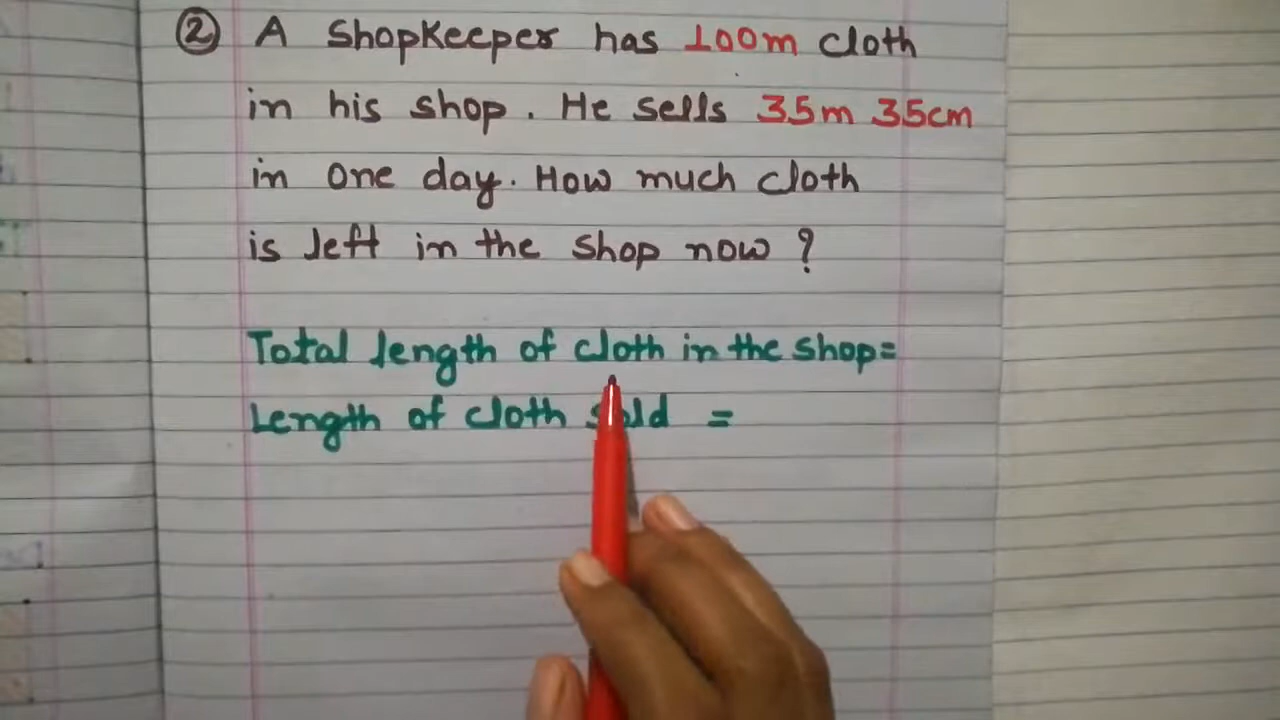 ② A Shopkeeper has 100m cloth
in his shop. He sells 35m 35cm
in one day. How much cloth
is left in the shop now?
Total length of cloth in the shop=
Length of cloth sold =